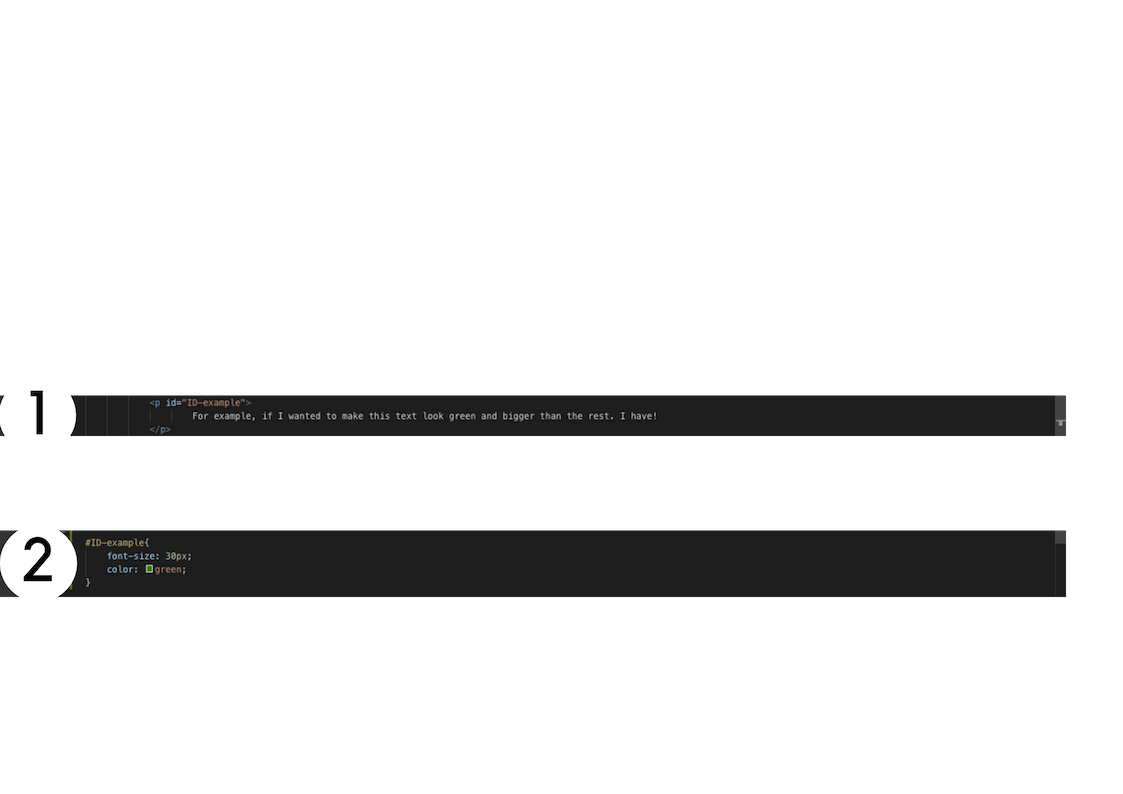 1
<p id="ID-example">
For example, if I wanted to make this text look green and bigger than the rest. I have!
</p>
2
#ID-example{
font-size: 30px;
color: green;
}